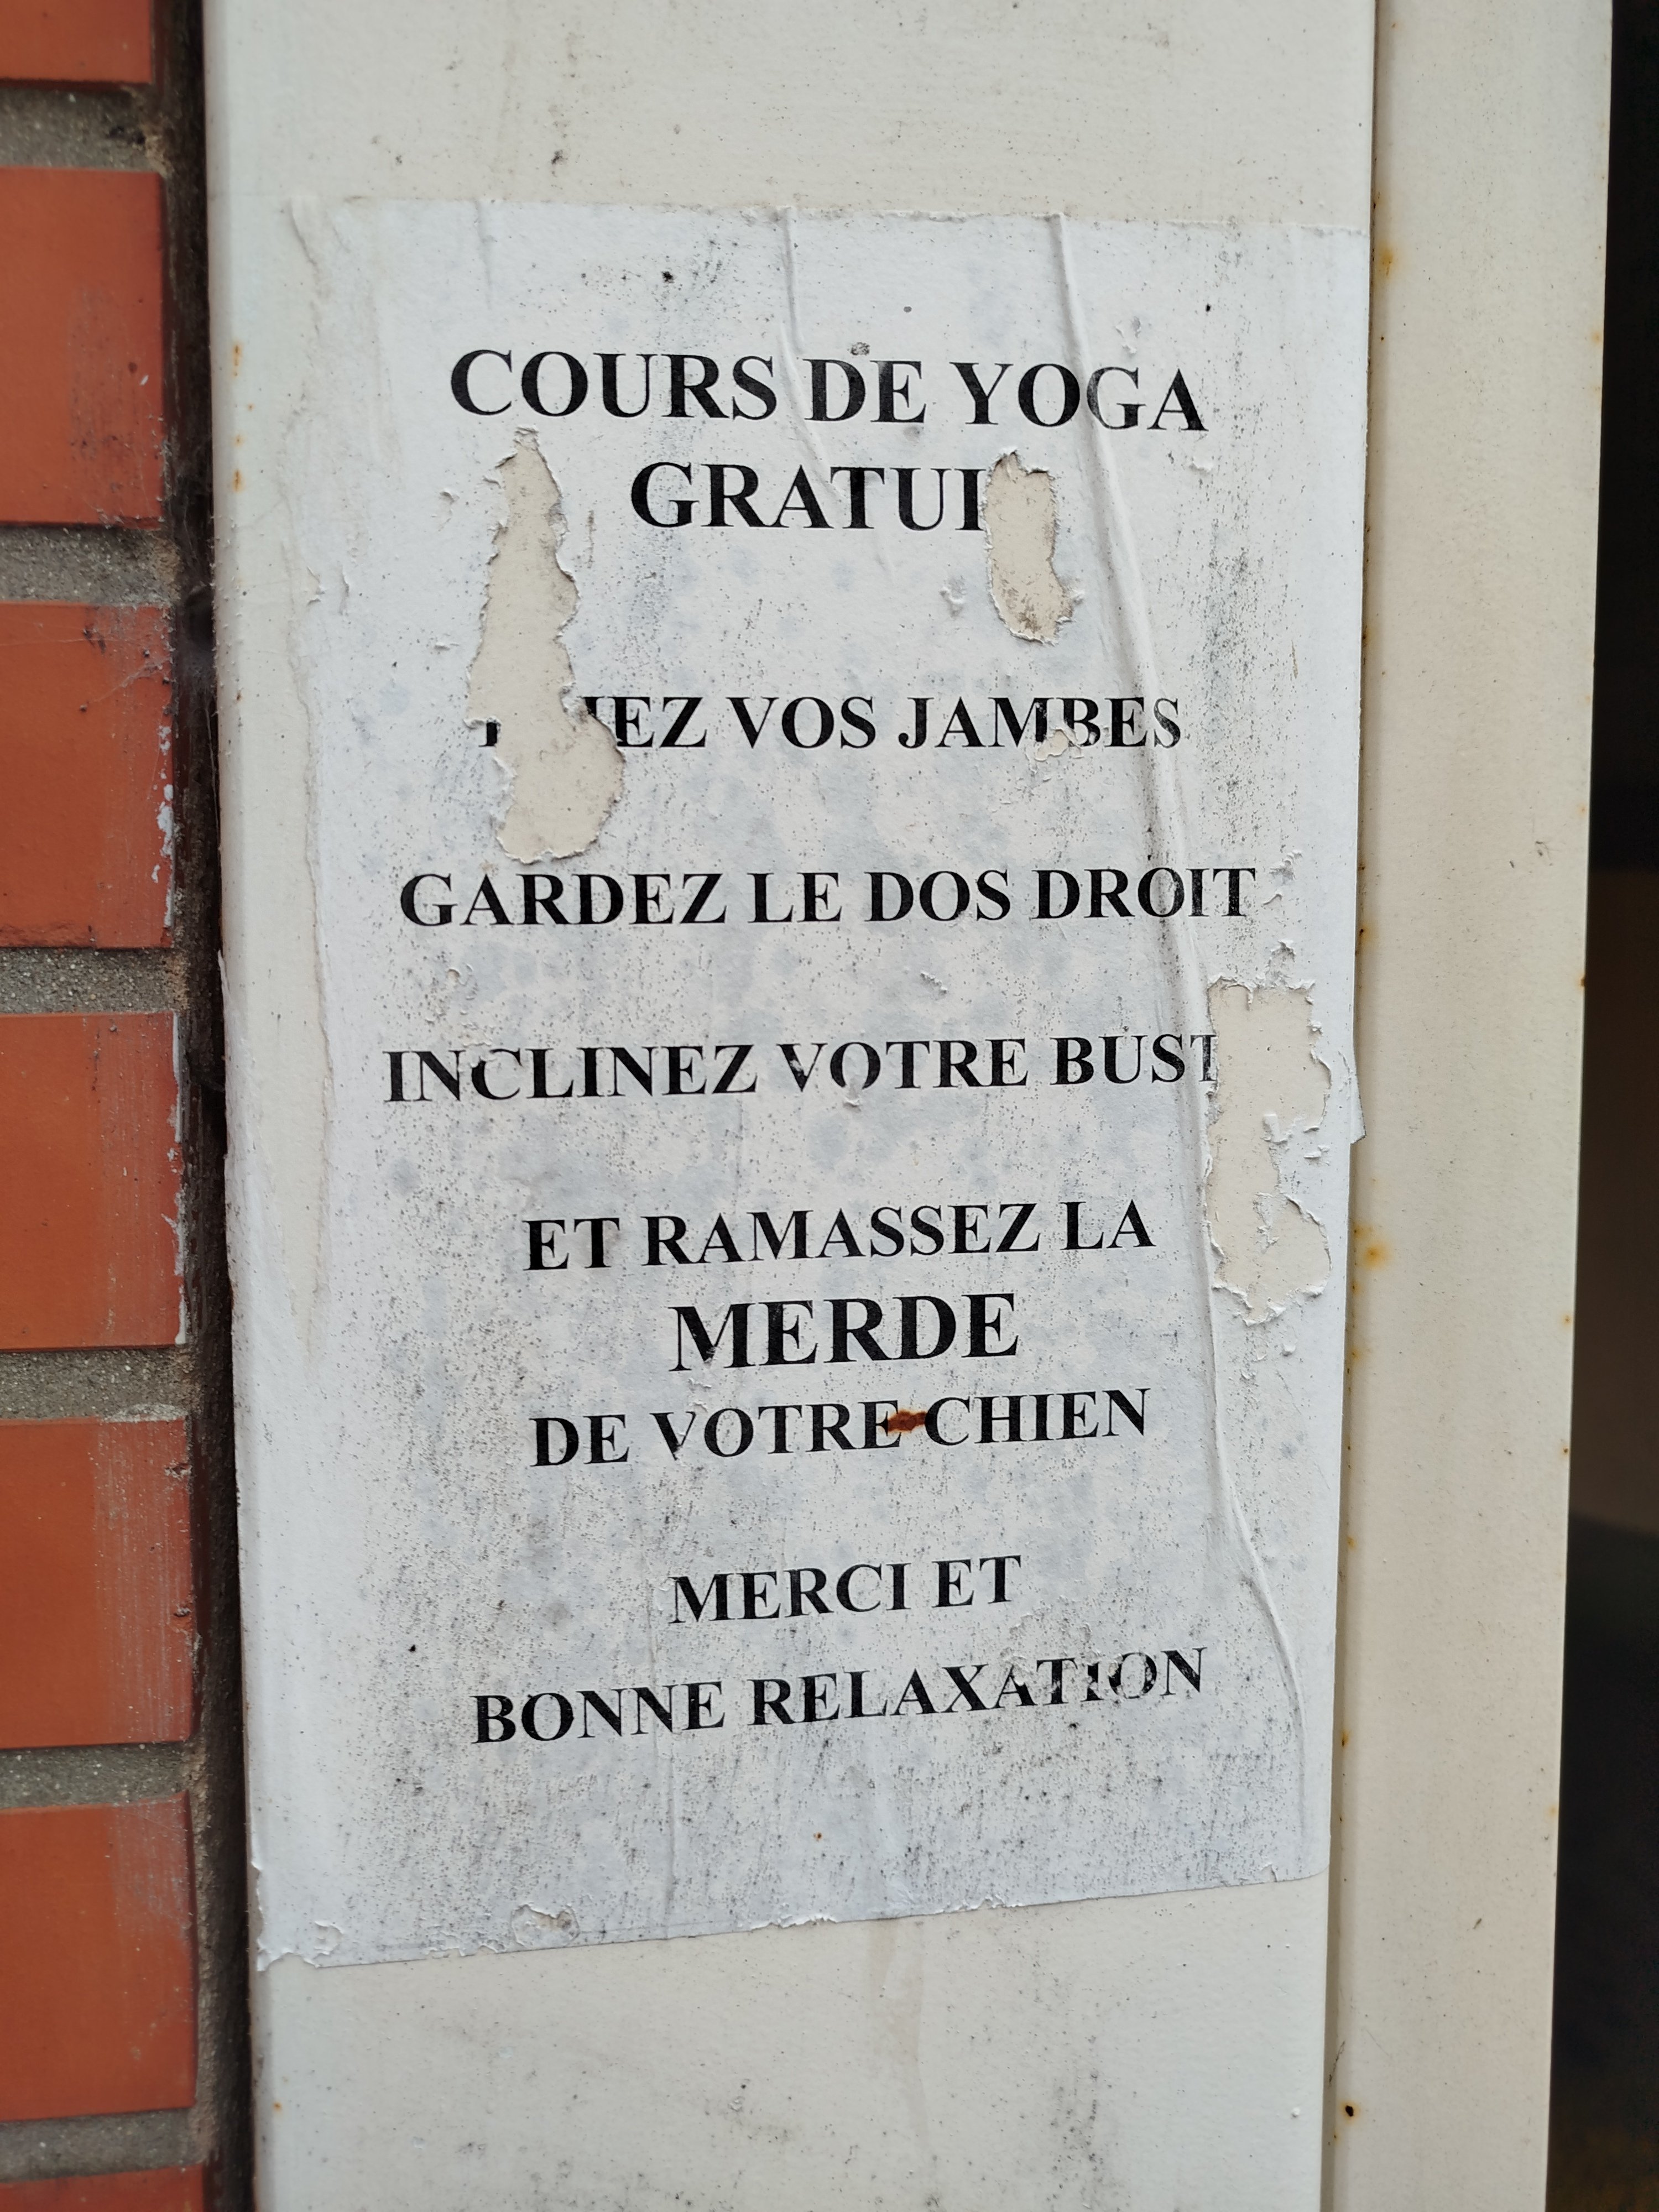 COURS DE YOGA
GRATUI
VOS JAMBES
GARDEZ LE DOS DROIT
INCLINEZ VOTRE BUST
ET RAMASSEZ LA
MERDE
DE VOTRE CHIEN
MERCI ET
BONNE RELAXATION